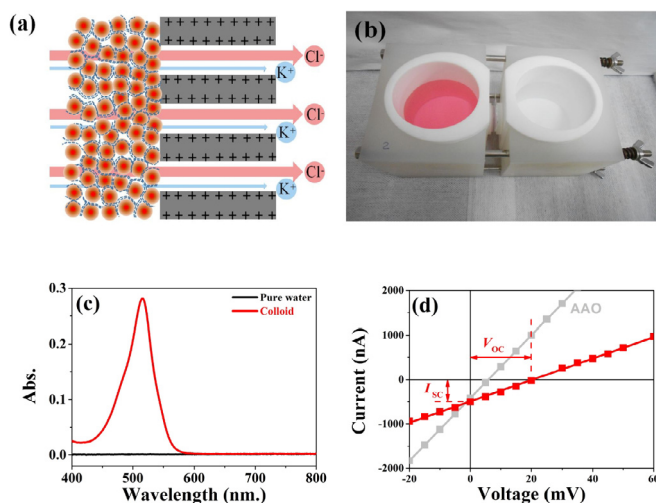 (a)
+ + + + + + + + +
+ + + + + + + + +
Cl-
K+
+ + + + + + + + +
+ + + + + + + + +
Cl-
K+
+ + + + + + + + +
+ + + + + + + + +
Cl-
K+
+ + + + + + + + +
+ + + + + + + + +
(b)
(c)
Pure water
Colloid
Abs.
0.3
0.2
0.1
0.0
400 500 600 700 800
Wavelength (nm.)
(d)
AAO
VOC
ISC
Current (nA)
2000
1000
0
-1000
-2000
-20 0 20 40 60
Voltage (mV)